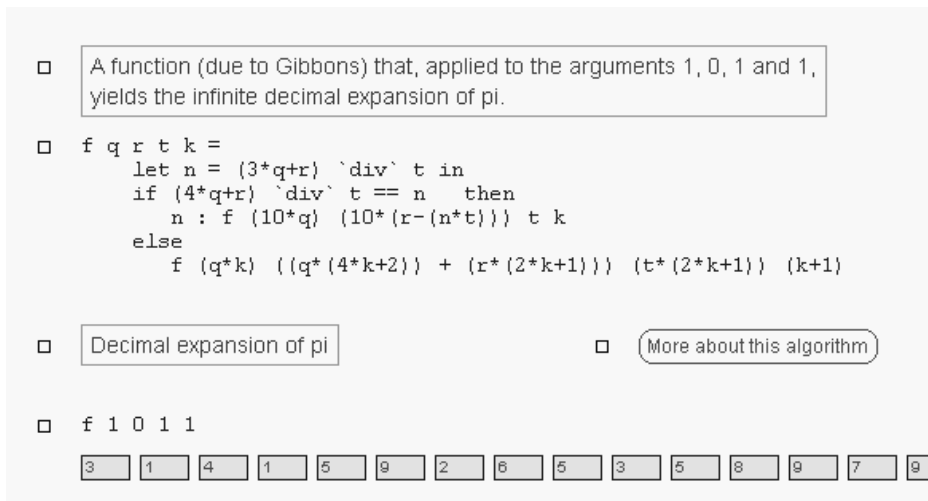 A function (due to Gibbons) that, applied to the arguments 1, 0, 1 and 1,
yields the infinite decimal expansion of pi.
f q r t k =
let n = (3*q+r) `div` t in
if (4*q+r) `div` t == n then
n : f (10*q) (10*(r-(n*t))) t k
else
f (q*k) ((q*(4*k+2)) + (r*(2*k+1))) (t*(2*k+1)) (k+1)
Decimal expansion of pi More about this algorithm
f 1 0 1 1
3 1 4 1 5 9 2 6 5 3 5 8 9 7 9